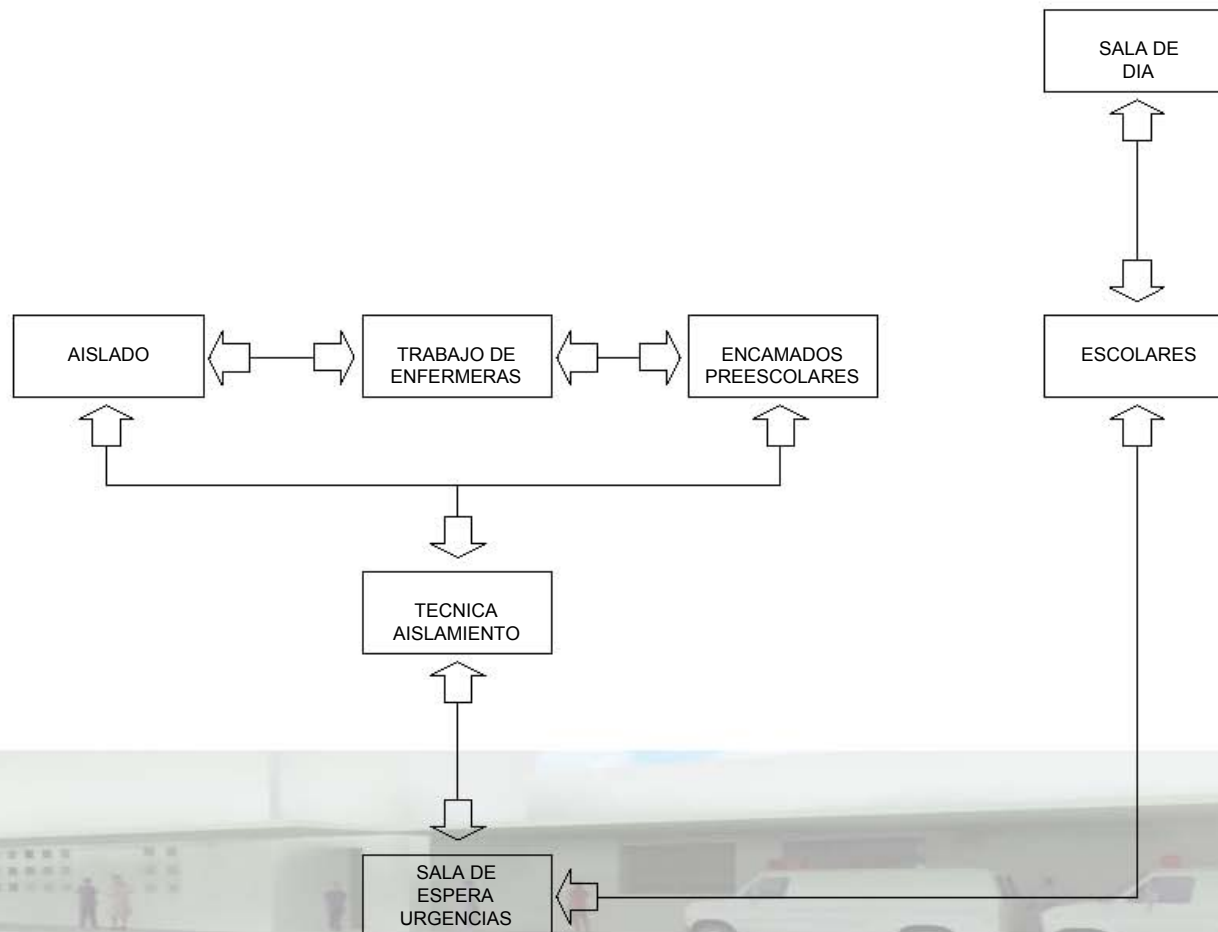 SALA DE
DIA
AISLADO
TRABAJO DE
ENFERMERAS
ENCAMADOS
PREESCOLARES
ESCOLARES
TECNICA
AISLAMIENTO
SALA DE
ESPERA
URGENCIAS